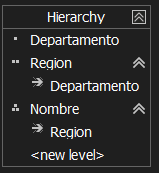 Hierarchy
Departamento
Region
Departamento
Nombre
Region
<new level>